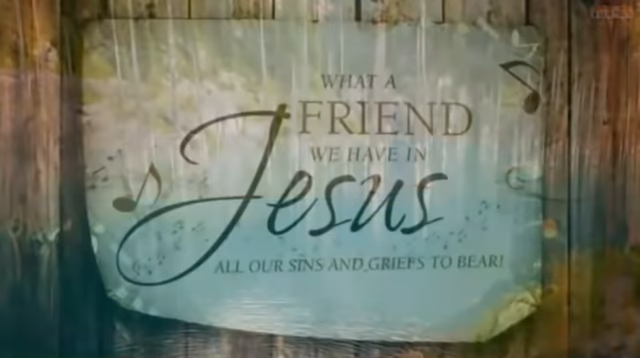 WHAT A
FRIEND
WE HAVE IN
Jesus
ALL OUR SINS AND GRIEFS TO BEAR!